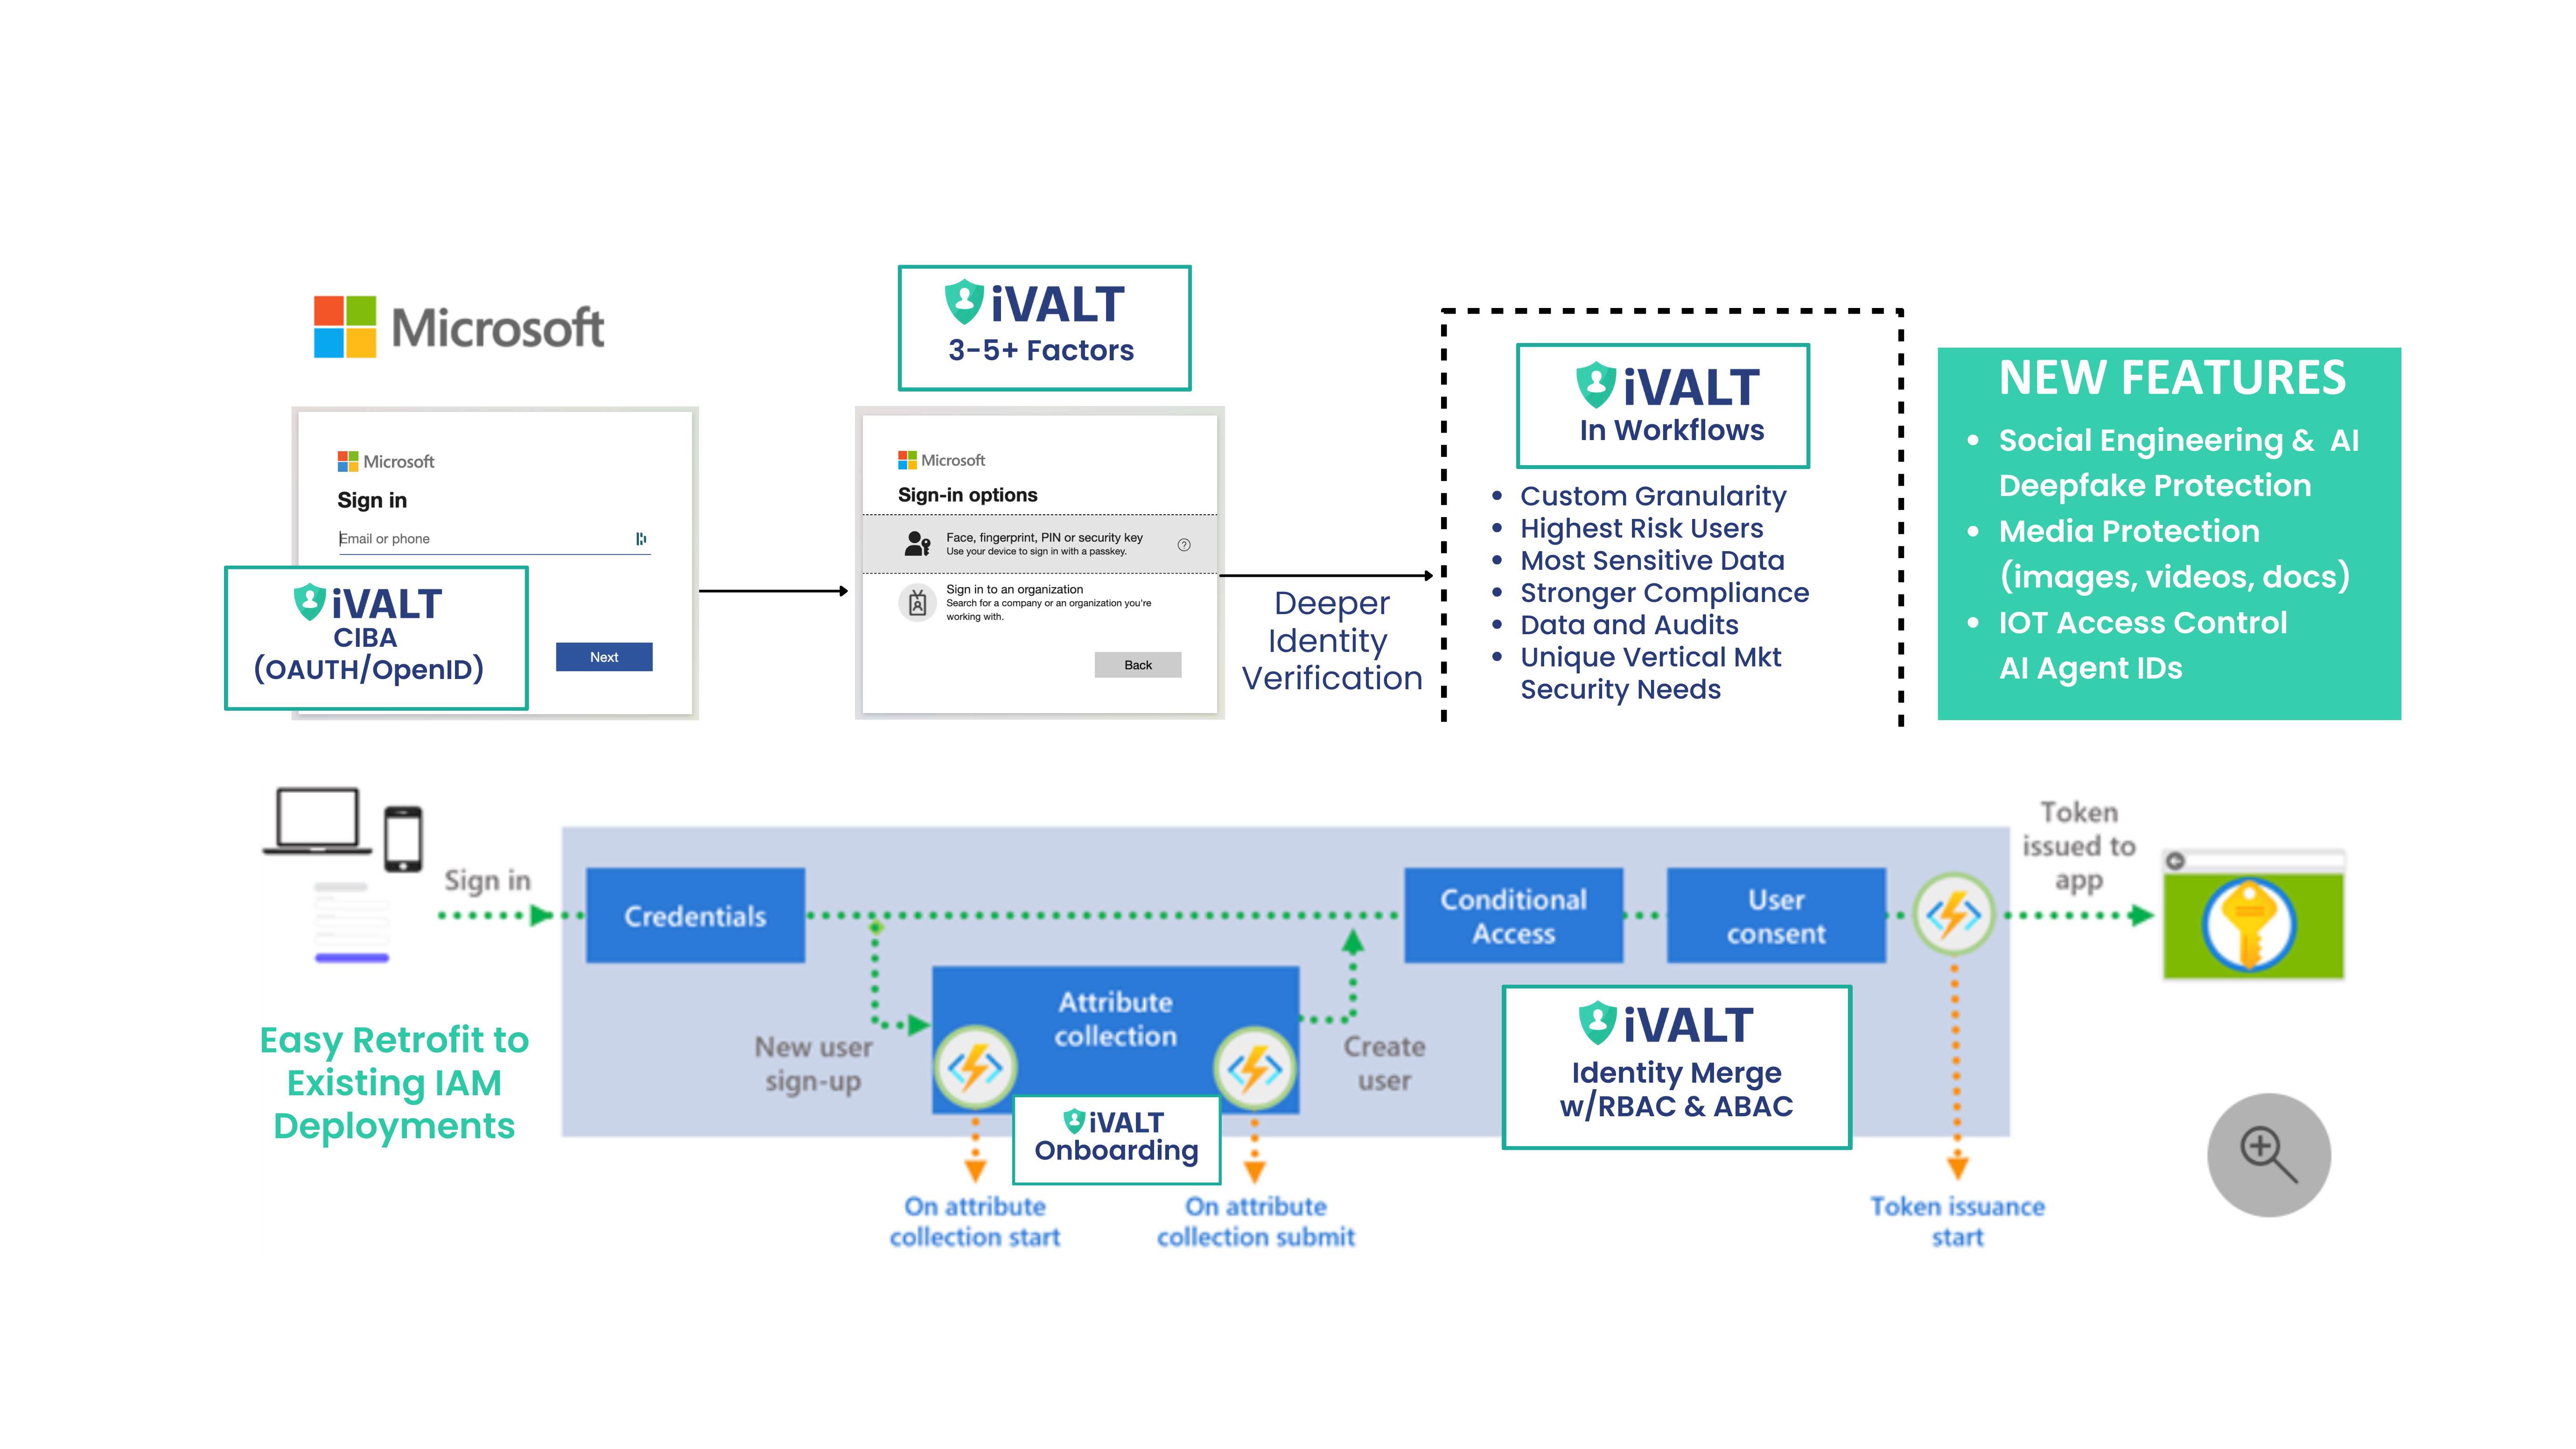 Microsoft
iVALT
3-5+ Factors
Microsoft
Sign in
Email or phone
Next
iVALT
CIBA
(OAUTH/OpenID)
Microsoft
Sign-in options
Face, fingerprint, PIN or security key
Use your device to sign in with a passkey.
Sign in to an organization
Search for a company or an organization you're
working with.
Back
Deeper
Identity
Verification
iVALT
In Workflows
• Custom Granularity
• Highest Risk Users
• Most Sensitive Data
• Stronger Compliance
• Data and Audits
• Unique Vertical Mkt
Security Needs
NEW FEATURES
• Social Engineering & AI
Deepfake Protection
• Media Protection
(images, videos, docs)
• IOT Access Control
AI Agent IDs
Sign in
Credentials
New user
sign-up
Attribute
collection
Create
user
Conditional
Access
User
consent
Token
issued to
app
Easy Retrofit to
Existing IAM
Deployments
iVALT
Onboarding
iVALT
Identity Merge
w/RBAC & ABAC
On attribute
collection start
On attribute
collection submit
Token issuance
start